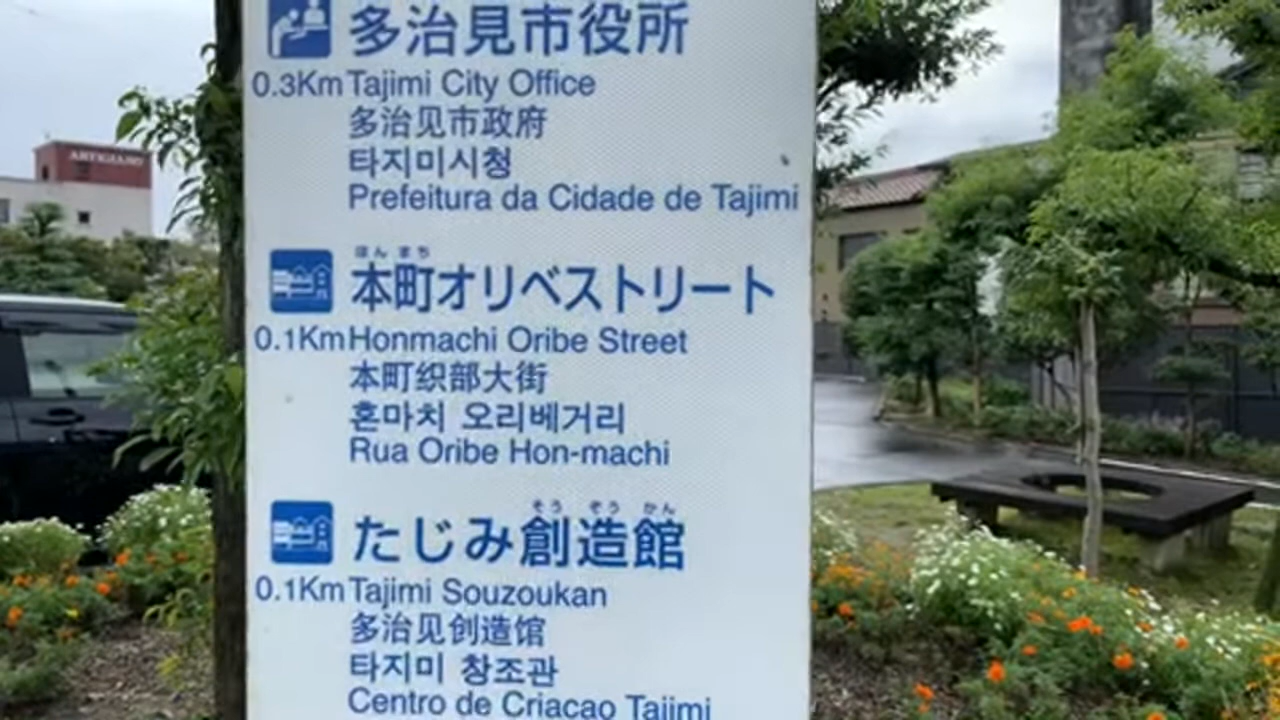 ARTIGIANO
多治見市役所
0.3Km Tajimi City Office
多治见市政府
타지미시청
Prefeitura da Cidade de Tajimi
ほん まち
本町オリベストリート
0.1Km Honmachi Oribe Street
本町织部大街
혼마치 오리베거리
Rua Oribe Hon-machi
そう ぞう かん
たじみ創造館
0.1Km Tajimi Souzoukan
多治见创造馆
타지미 창조관
Centro de Criacao Tajimi